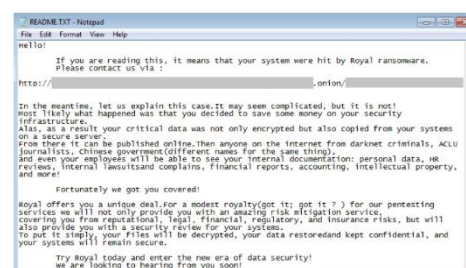 README.TXT - Notepad
File Edit Format View Help
Hello!
If you are reading this, it means that your system were hit by Royal ransomware.
Please contact us via :
http:// .onion/
In the meantime, let us explain this case.It may seem complicated, but it is not!
Most likely what happened was that you decided to save some money on your security
infrastructure.
Alas, as a result your critical data was not only encrypted but also copied from your systems
on a secure server.
From there it can be published online.Then anyone on the internet from darknet criminals, ACLU
journalists, Chinese government(different names for the same thing),
and even your employees will be able to see your internal documentation: personal data, HR
reviews, internal lawsuitsand complains, financial reports, accounting, intellectual property,
and more!
Fortunately we got you covered!
Royal offers you a unique deal.For a modest royalty(got it; got it ? ) for our pentesting
services we will not only provide you with an amazing risk mitigation service,
covering you from reputational, legal, financial, regulatory, and insurance risks, but will
also provide you with a security review for your systems.
To put it simply, your files will be decrypted, your data restoredand kept confidential, and
your systems will remain secure.
Try Royal today and enter the new era of data security!
We are looking to hearing from you soon!